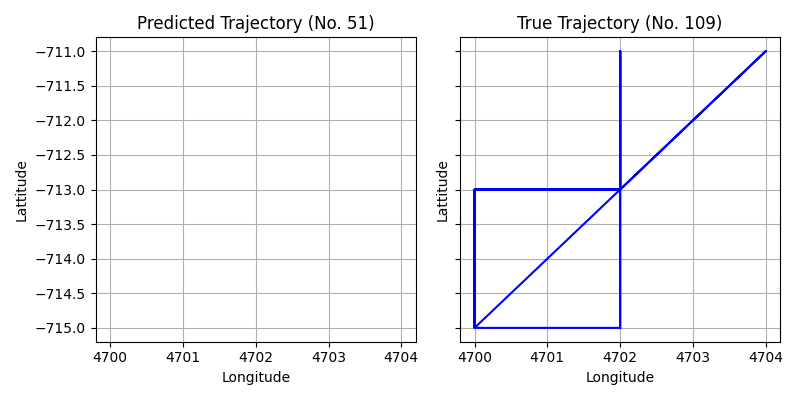 Predicted Trajectory (No. 51)
True Trajectory (No. 109)
Lattitude
−711.0
−711.5
−712.0
−712.5
−713.0
−713.5
−714.0
−714.5
−715.0
4700 4701 4702 4703 4704
Longitude
Lattitude
4700 4701 4702 4703 4704
Longitude